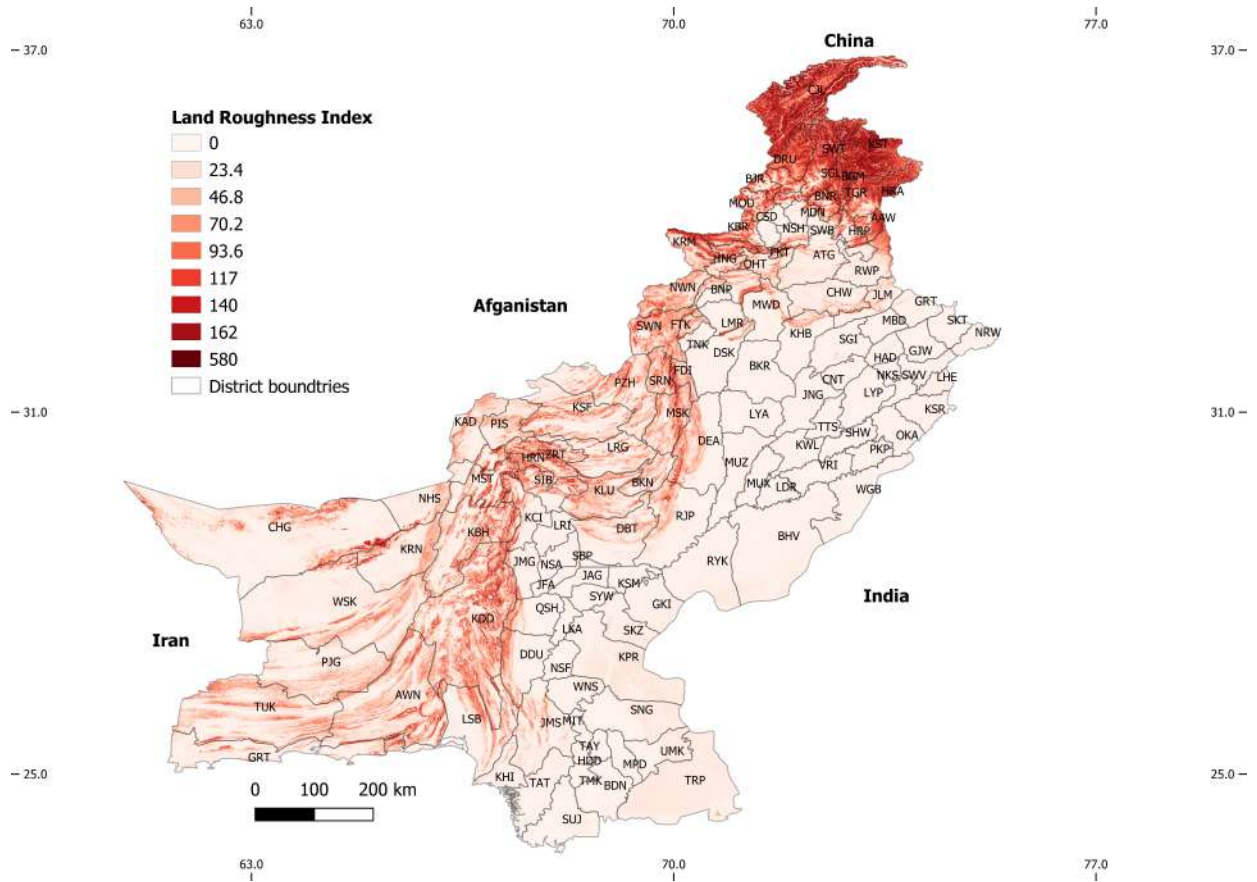 63.0 70.0 77.0
37.0 37.0
China
Land Roughness Index
0
23.4
46.8
70.2
93.6
117
140
162
580
District boundtries
CJL
SWT KST
DRU
SGL BGM
BJR
BNR TGR HKA
MOD
CSD MDN AAW
KBR NSH SWB HRP
KRM
PKT ATG
HNG OHT
RWP
NWN BNP
CHW JLM
MWD GRT
Afganistan
SWN FTK LMR KHB SGI MBD SKT NRW
TNK DSK
BKR HAD GJW
PZH SRN FDI
CNT NKS SWV LHE
JNG LYP
KSF MSK LYA KSR
31.0 31.0
KAD PIS
DEA TTS SHW OKA
LRG KWL PKP
HRN ZRT MUZ VRI
MST SIB
KLU BKN MUX LDR WGB
NHS
KCI RJP
CHG LRI DBT
KBH BHV
KRN
JMG NSA SBP RYK
JAG KSM
WSK JFA
SYW GKI
India
QSH
KDD LKA SKZ
Iran
DDU KPR
PJG NSF
WNS
AWN
TUK SNG
LSB JMS MIT
TAY UMK
GRT HDD MPD
25.0 25.0
KHI TAT TMK BDN TRP
0 100 200 km
SUJ
63.0 70.0 77.0